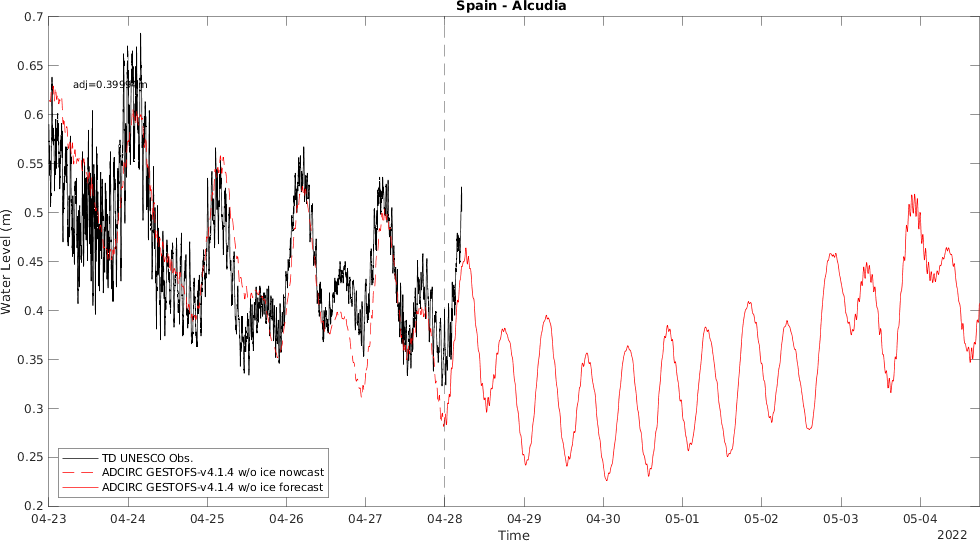 Spain - Alcudia
0.7
0.65
0.6
0.55
0.5
0.45
0.4
0.35
0.3
0.25
0.2
Water Level (m)
TD UNESCO Obs.
ADCIRC GESTOFS-v4.1.4 w/o ice nowcast
ADCIRC GESTOFS-v4.1.4 w/o ice forecast
04-23 04-24 04-25 04-26 04-27 04-28 04-29 04-30 05-01 05-02 05-03 05-04
Time
2022